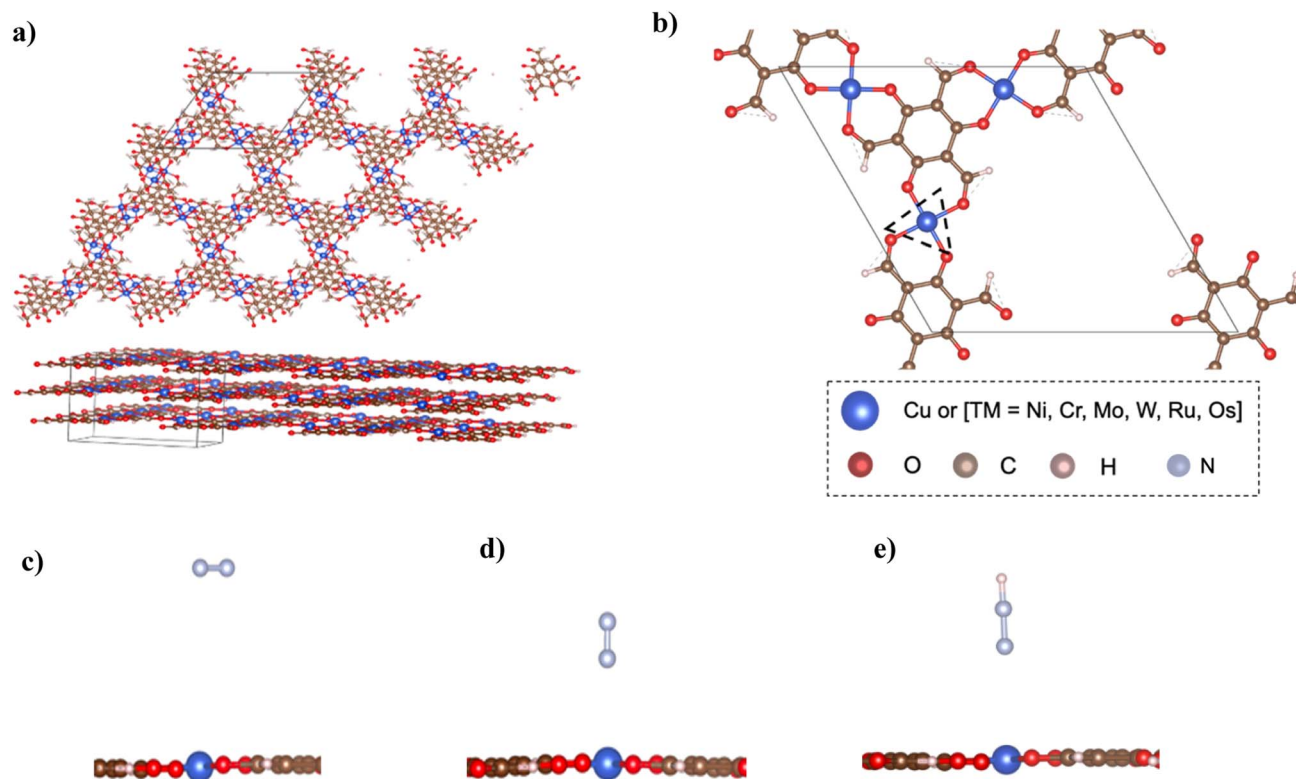 a)
b)
Cu or [TM = Ni, Cr, Mo, W, Ru, Os]
O C H N
c)
d)
e)